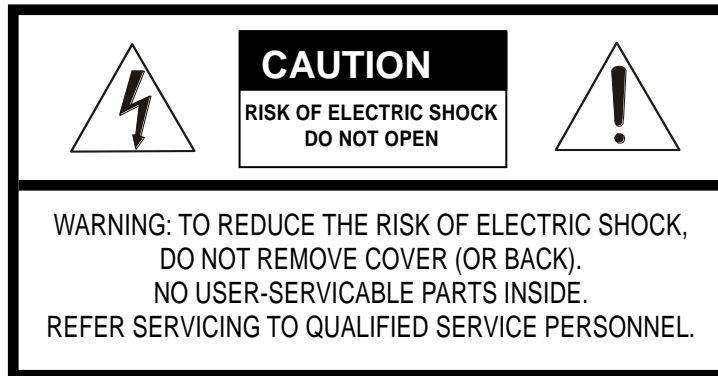 CAUTION
RISK OF ELECTRIC SHOCK
DO NOT OPEN
WARNING: TO REDUCE THE RISK OF ELECTRIC SHOCK,
DO NOT REMOVE COVER (OR BACK).
NO USER-SERVICABLE PARTS INSIDE.
REFER SERVICING TO QUALIFIED SERVICE PERSONNEL.